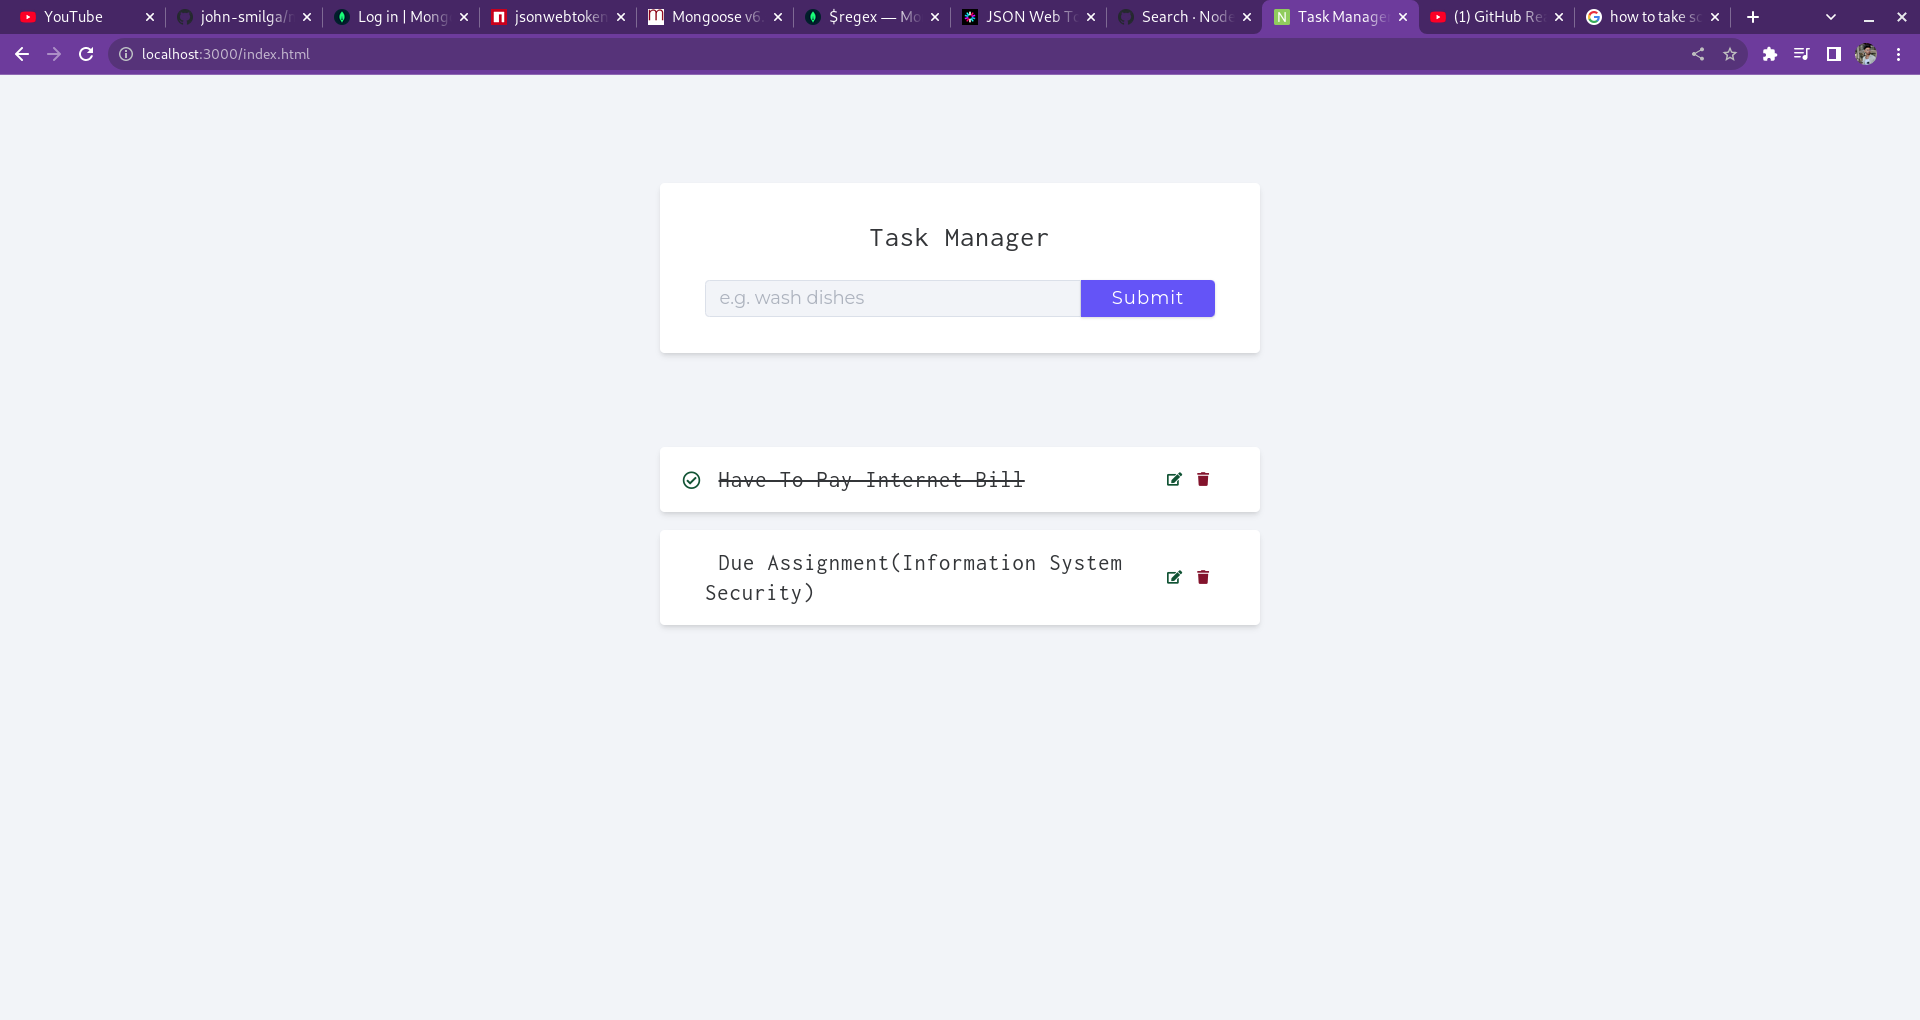 YouTube
john-smilga/
Log in | Mong
jsonwebtoken
Mongoose v6.
$regex — Mo
JSON Web To
Search · Node
Task Manager
(1) GitHub Re
how to take sc
localhost:3000/index.html
Task Manager
e.g. wash dishes
Submit
Have To Pay Internet Bill
Due Assignment(Information System
Security)